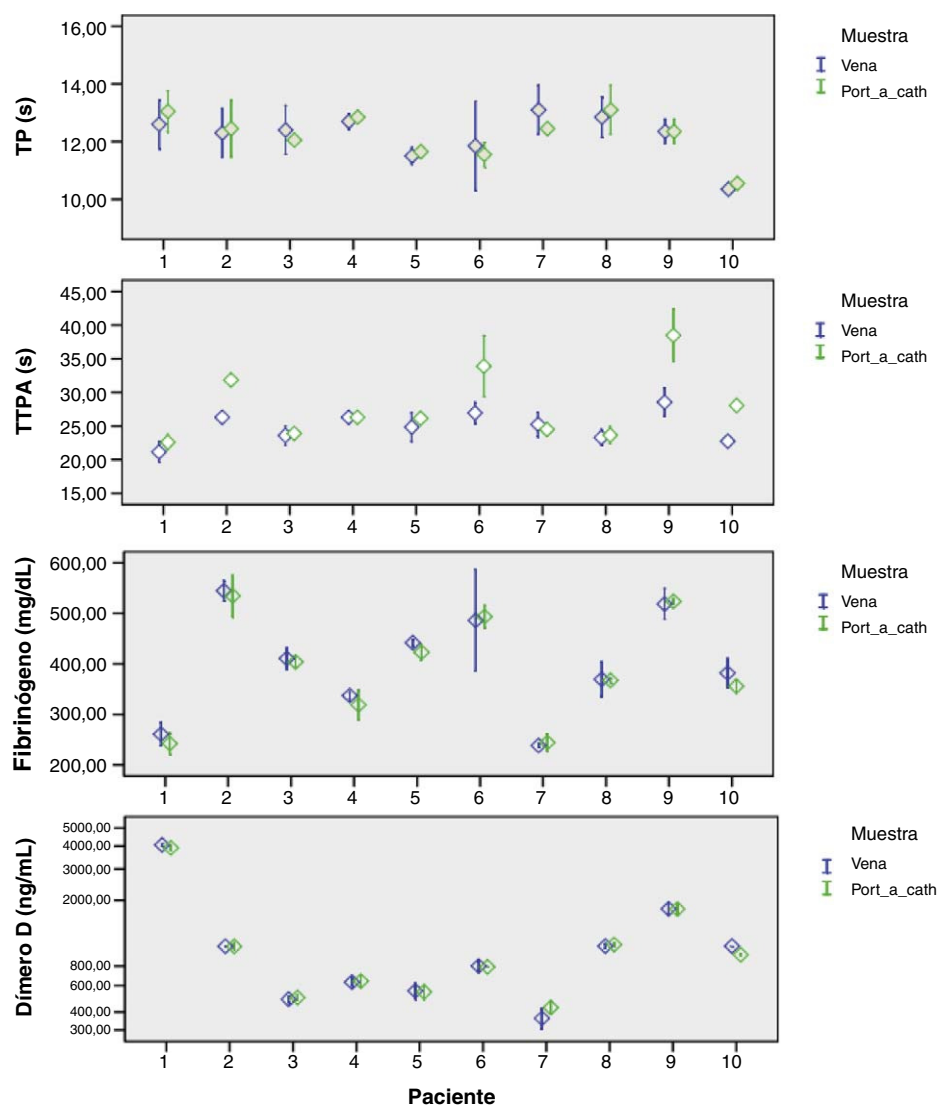 TP (s)
16,00
14,00
12,00
10,00
1 2 3 4 5 6 7 8 9 10
Muestra
Vena
Port_a_cath
TTPA (s)
45,00
40,00
35,00
30,00
25,00
20,00
15,00
1 2 3 4 5 6 7 8 9 10
Muestra
Vena
Port_a_cath
Fibrinógeno (mg/dL)
600,00
500,00
400,00
300,00
200,00
1 2 3 4 5 6 7 8 9 10
Muestra
Vena
Port_a_cath
Dímero D (ng/mL)
5000,00
4000,00
3000,00
2000,00
800,00
600,00
400,00
300,00
1 2 3 4 5 6 7 8 9 10
Muestra
Vena
Port_a_cath
Paciente